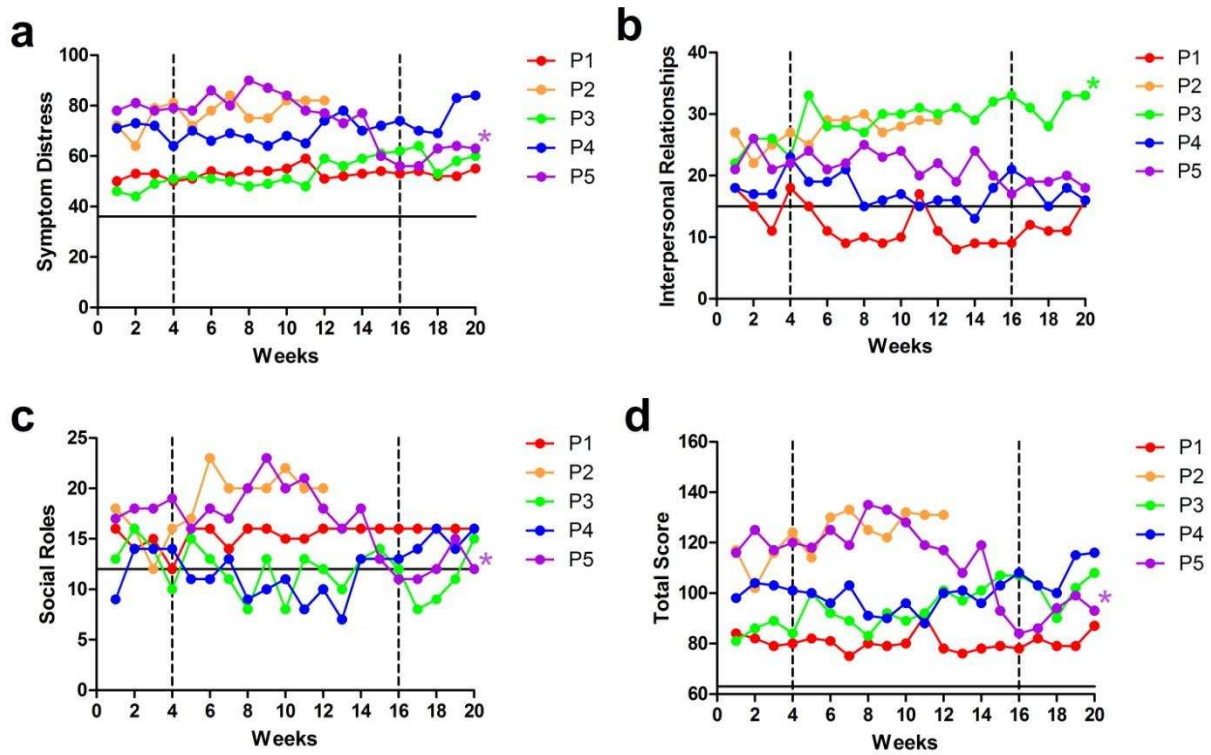 a
Symptom Distress
100
80
60
40
20
0
0 2 4 6 8 10 12 14 16 18 20
Weeks
P1
P2
P3
P4
P5
*
b
Interpersonal Relationships
40
30
20
10
0
0 2 4 6 8 10 12 14 16 18 20
Weeks
P1
P2
P3
P4
P5
*
c
Social Roles
25
20
15
10
5
0
0 2 4 6 8 10 12 14 16 18 20
Weeks
P1
P2
P3
P4
P5
*
d
Total Score
160
140
120
100
80
60
0 2 4 6 8 10 12 14 16 18 20
Weeks
P1
P2
P3
P4
P5
*